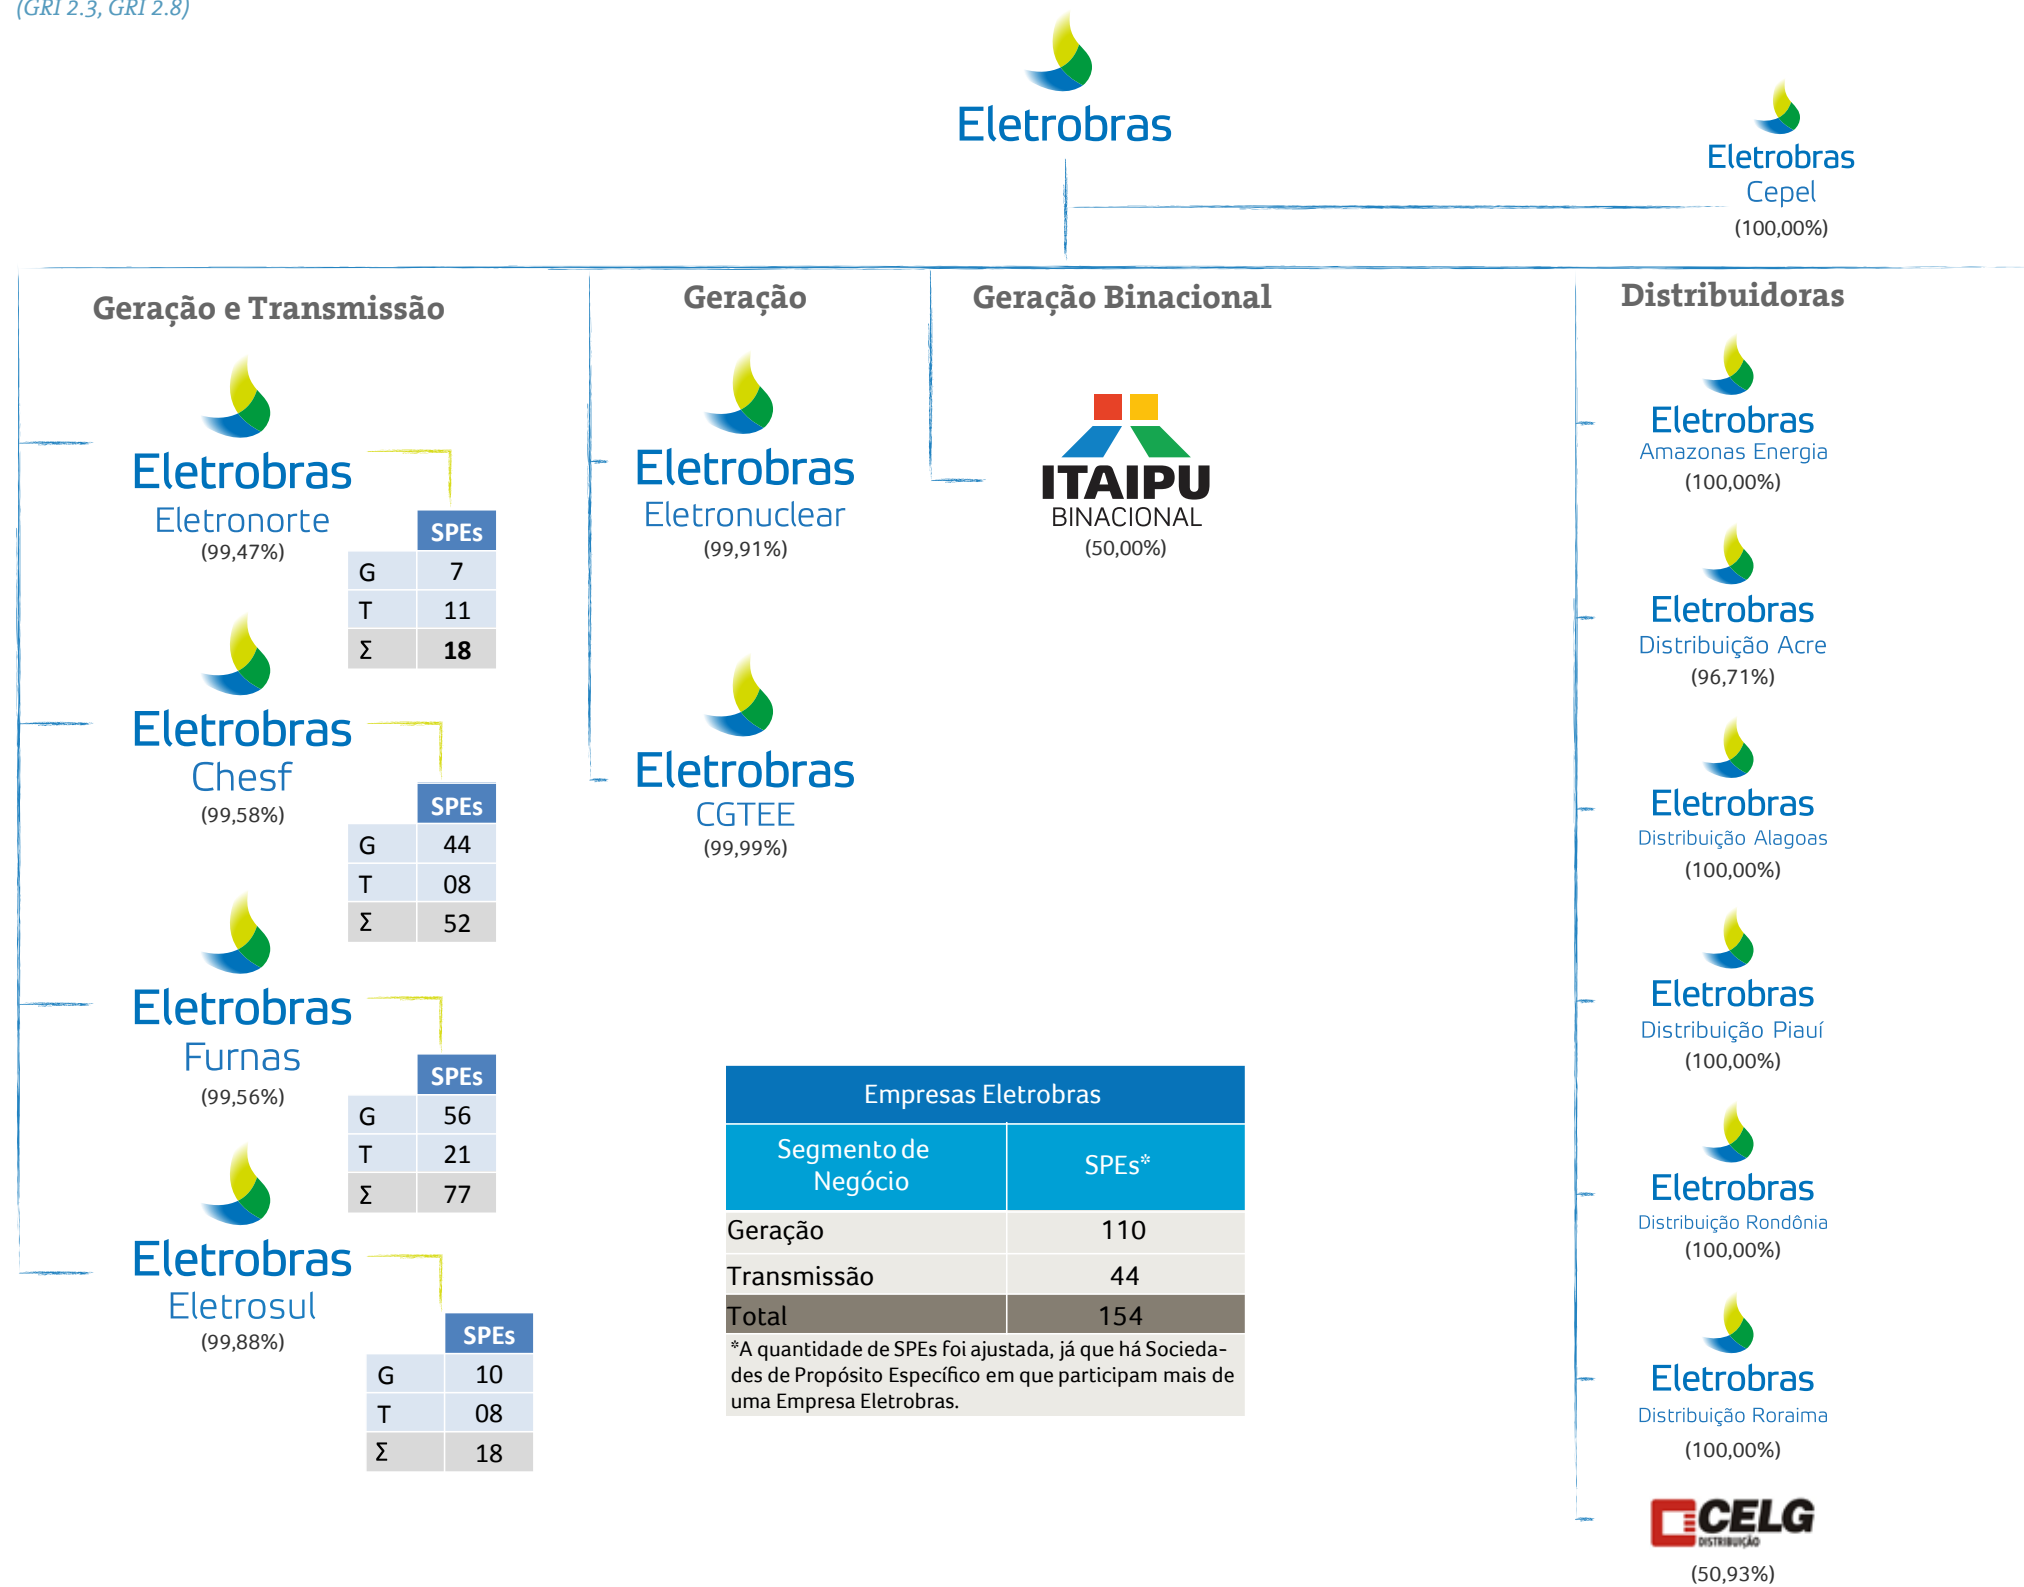 (GRI 2.3, GRI 2.8)
Eletrobras
Eletrobras
Cepel
(100,00%)
Geração e Transmissão
Eletrobras
Eletronorte
(99,47%)
SPEs
G 7
T 11
Σ 18
Eletrobras
Chesf
(99,58%)
SPEs
G 44
T 08
Σ 52
Eletrobras
Furnas
(99,56%)
SPEs
G 56
T 21
Σ 77
Eletrobras
Eletrosul
(99,88%)
SPEs
G 10
T 08
Σ 18
Geração
Eletrobras
Eletronuclear
(99,91%)
Eletrobras
CGTEE
(99,99%)
Geração Binacional
ITAIPU
BINACIONAL
(50,00%)
Empresas Eletrobras
Segmento de
Negócio
SPEs*
Geração 110
Transmissão 44
Total 154
*A quantidade de SPEs foi ajustada, já que há Socieda-
des de Propósito Específico em que participam mais de
uma Empresa Eletrobras.
Distribuidoras
Eletrobras
Amazonas Energia
(100,00%)
Eletrobras
Distribuição Acre
(96,71%)
Eletrobras
Distribuição Alagoas
(100,00%)
Eletrobras
Distribuição Piauí
(100,00%)
Eletrobras
Distribuição Rondônia
(100,00%)
Eletrobras
Distribuição Roraima
(100,00%)
CELG
DISTRIBUIÇÃO
(50,93%)